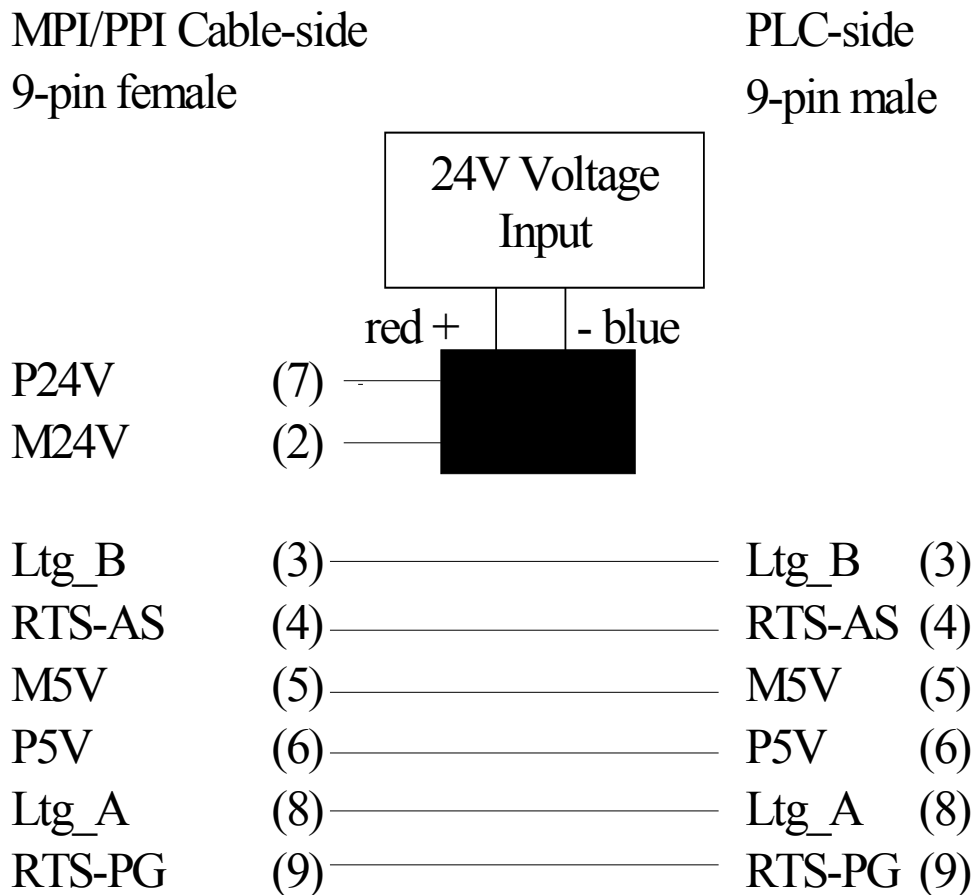 MPI/PPI Cable-side PLC-side
9-pin female 9-pin male
24V Voltage
Input
red + - blue
P24V (7)
M24V (2)
Ltg_B (3) Ltg_B (3)
RTS-AS (4) RTS-AS (4)
M5V (5) M5V (5)
P5V (6) P5V (6)
Ltg_A (8) Ltg_A (8)
RTS-PG (9) RTS-PG (9)